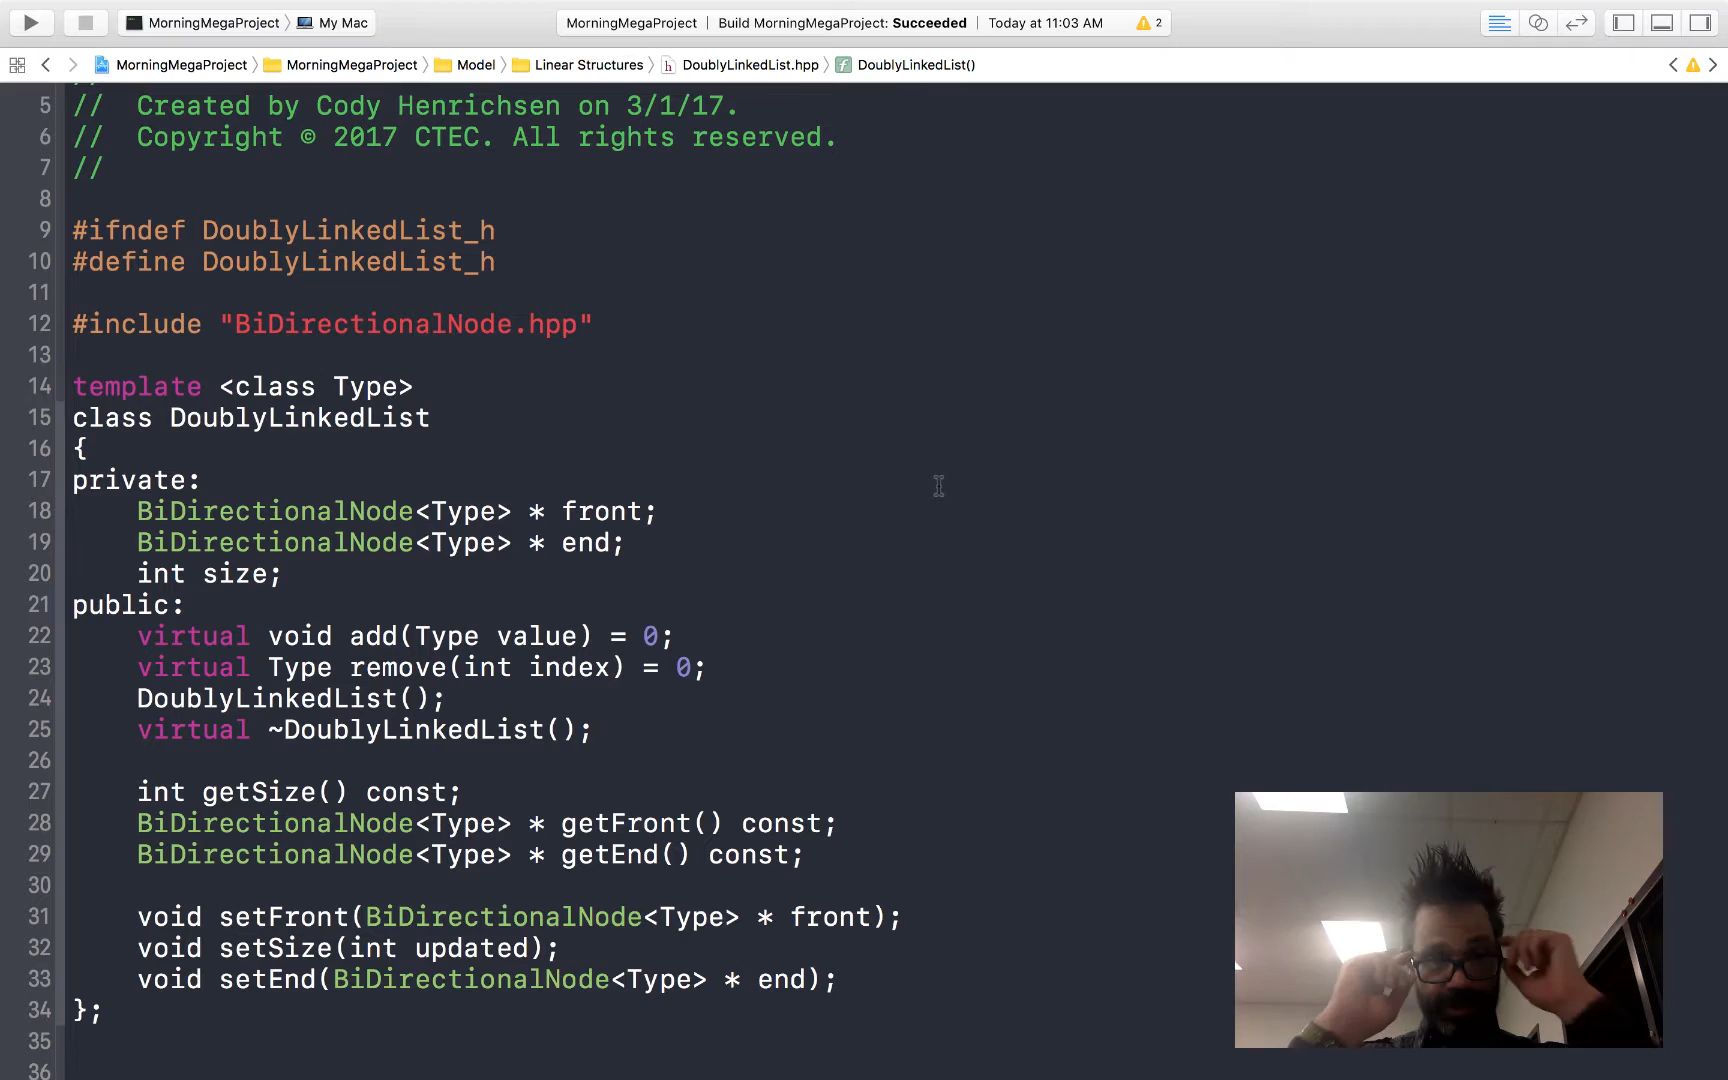 MorningMegaProject 〉 My Mac
MorningMegaProject | Build MorningMegaProject: Succeeded | Today at 11:03 AM 2
MorningMegaProject 〉 MorningMegaProject 〉 Model 〉 Linear Structures 〉 h DoublyLinkedList.hpp 〉 f DoublyLinkedList()
5 // Created by Cody Henrichsen on 3/1/17.
6 // Copyright © 2017 CTEC. All rights reserved.
7 //
8
9 #ifndef DoublyLinkedList_h
10 #define DoublyLinkedList_h
11
12 #include "BiDirectionalNode.hpp"
13
14 template <class Type>
15 class DoublyLinkedList
16 {
17 private:
18 BiDirectionalNode<Type> * front;
19 BiDirectionalNode<Type> * end;
20 int size;
21 public:
22 virtual void add(Type value) = 0;
23 virtual Type remove(int index) = 0;
24 DoublyLinkedList();
25 virtual ~DoublyLinkedList();
26
27 int getSize() const;
28 BiDirectionalNode<Type> * getFront() const;
29 BiDirectionalNode<Type> * getEnd() const;
30
31 void setFront(BiDirectionalNode<Type> * front);
32 void setSize(int updated);
33 void setEnd(BiDirectionalNode<Type> * end);
34 };
35
36